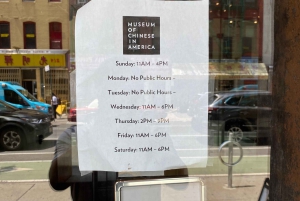 MUSEUM
OF
CHINESE
IN
AMERICA
Sunday: 11AM - 6PM
Monday: No Public Hours
Tuesday: No Public Hours
Wednesday: 11AM - 6PM
Thursday: 2PM - 9PM
Friday: 11AM - 6PM
Saturday: 11AM - 6PM